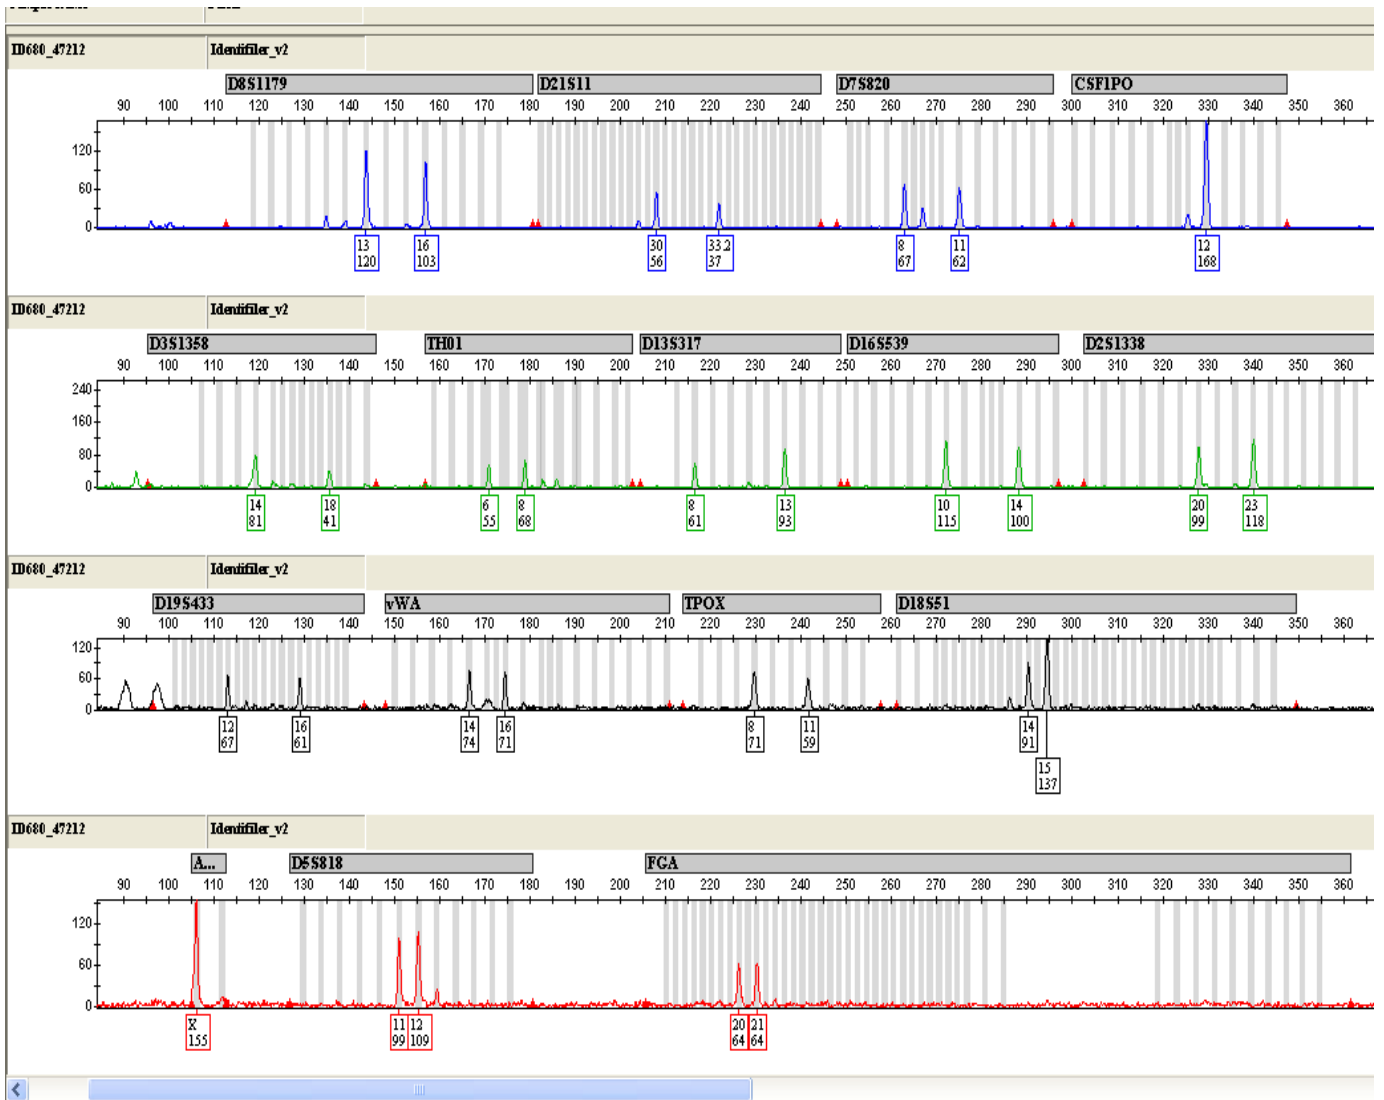 ID680_47212 Identifiler_v2
D8S1179 D21S11 D7S820 CSF1PO
90 100 110 120 130 140 150 160 170 180 190 200 210 220 230 240 250 260 270 280 290 300 310 320 330 340 350 360
120
60
0
13 16 30 33.2 8 11 12
120 103 56 37 67 62 168
ID680_47212 Identifiler_v2
D3S1358 TH01 D13S317 D16S539 D2S1338
90 100 110 120 130 140 150 160 170 180 190 200 210 220 230 240 250 260 270 280 290 300 310 320 330 340 350 360
240
160
80
0
14 18 6 8 8 13 10 14 20 23
81 41 55 68 61 93 115 100 99 118
ID680_47212 Identifiler_v2
D19S433 vWA TPOX D18S51
90 100 110 120 130 140 150 160 170 180 190 200 210 220 230 240 250 260 270 280 290 300 310 320 330 340 350 360
120
60
0
12 16 14 16 8 11 14
67 61 74 71 71 59 91
15
137
ID680_47212 Identifiler_v2
A... D5S818 FGA
90 100 110 120 130 140 150 160 170 180 190 200 210 220 230 240 250 260 270 280 290 300 310 320 330 340 350 360
120
60
0
X 11 12 20 21
155 99 109 64 64